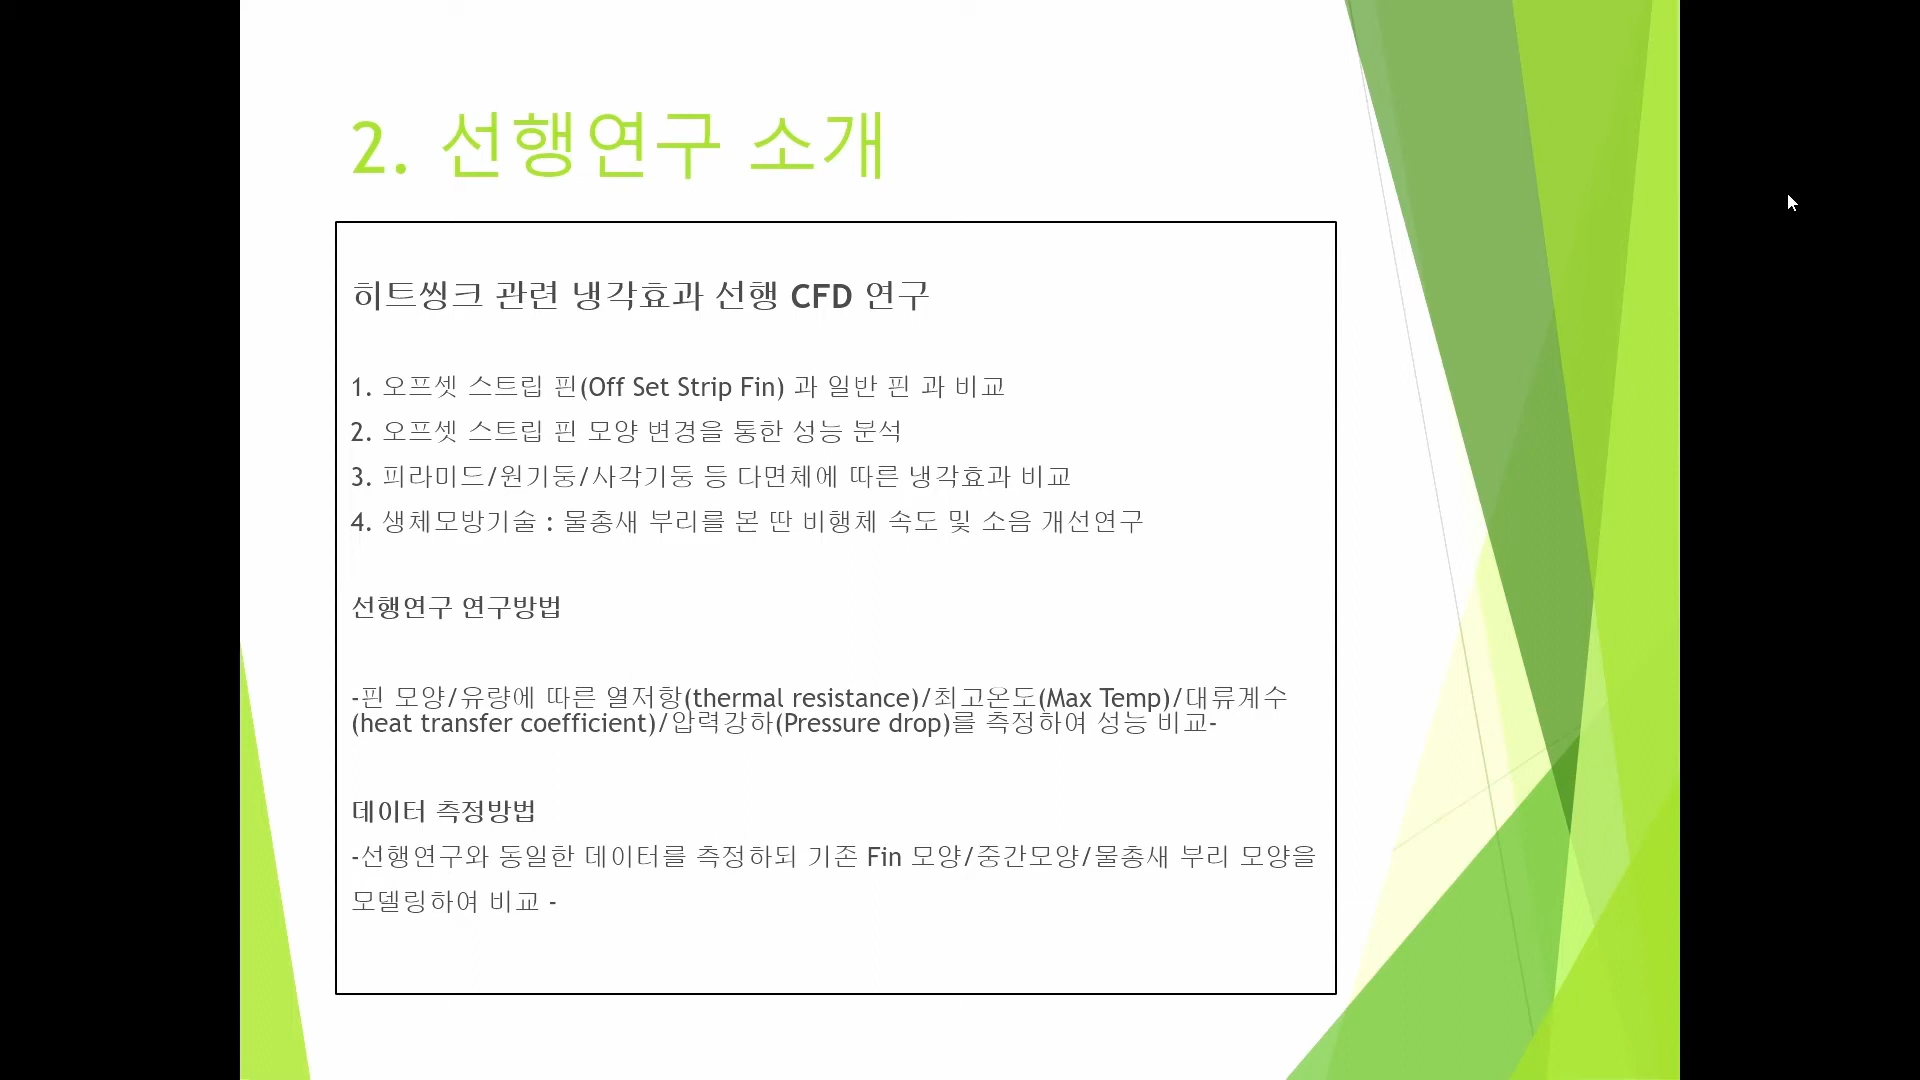 2. 선행연구 소개
히트씽크 관련 냉각효과 선행 CFD 연구
1. 오프셋 스트립 핀(Off Set Strip Fin) 과 일반 핀 과 비교
2. 오프셋 스트립 핀 모양 변경을 통한 성능 분석
3. 피라미드/원기둥/사각기둥 등 다면체에 따른 냉각효과 비교
4. 생체모방기술 : 물총새 부리를 본 딴 비행체 속도 및 소음 개선연구
선행연구 연구방법
-핀 모양/유량에 따른 열저항(thermal resistance)/최고온도(Max Temp)/대류계수
(heat transfer coefficient)/압력강하(Pressure drop)를 측정하여 성능 비교-
데이터 측정방법
-선행연구와 동일한 데이터를 측정하되 기존 Fin 모양/중간모양/물총새 부리 모양을
모델링하여 비교 -